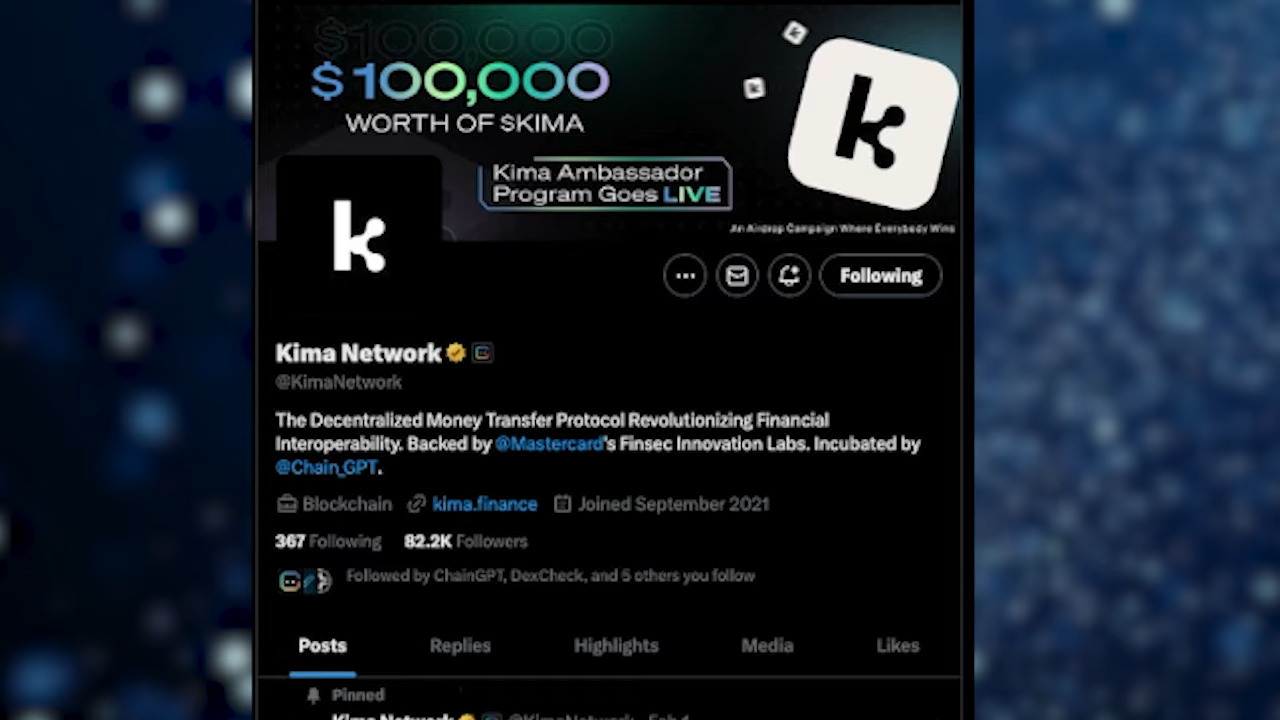 $100,000
$100,000
WORTH OF $KIMA
Kima Ambassador
Program Goes LIVE
An Airdrop Campaign Where Everybody Wins
Following
Kima Network
@KimaNetwork
The Decentralized Money Transfer Protocol Revolutionizing Financial
Interoperability. Backed by @Mastercard's Finsec Innovation Labs. Incubated by
@Chain_GPT.
Blockchain kima.finance Joined September 2021
367 Following 82.2K Followers
Followed by ChainGPT, DexCheck, and 5 others you follow
Posts Replies Highlights Media Likes
Pinned
Kima Network @KimaNetwork · Feb 1